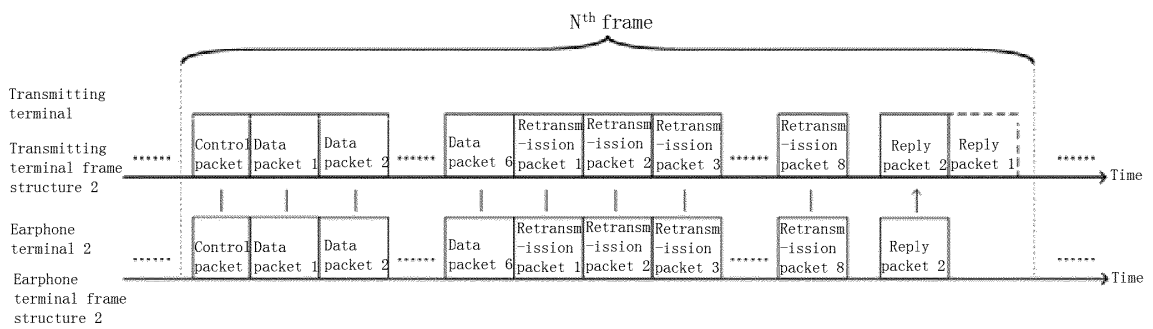 Nth frame
Transmitting
terminal
Transmitting
terminal frame
structure 2
......
Control
packet
Data
packet 1
Data
packet 2
......
Data
packet 6
Retransm
-ission
packet 1
Retransm
-ission
packet 2
Retransm
-ission
packet 3
......
Retransm
-ission
packet 8
Reply
packet 2
Reply
packet 1
......
Time
Earphone
terminal 2
Earphone
terminal frame
structure 2
......
Control
packet
Data
packet 1
Data
packet 2
......
Data
packet 6
Retransm
-ission
packet 1
Retransm
-ission
packet 2
Retransm
-ission
packet 3
......
Retransm
-ission
packet 8
Reply
packet 2
......
Time